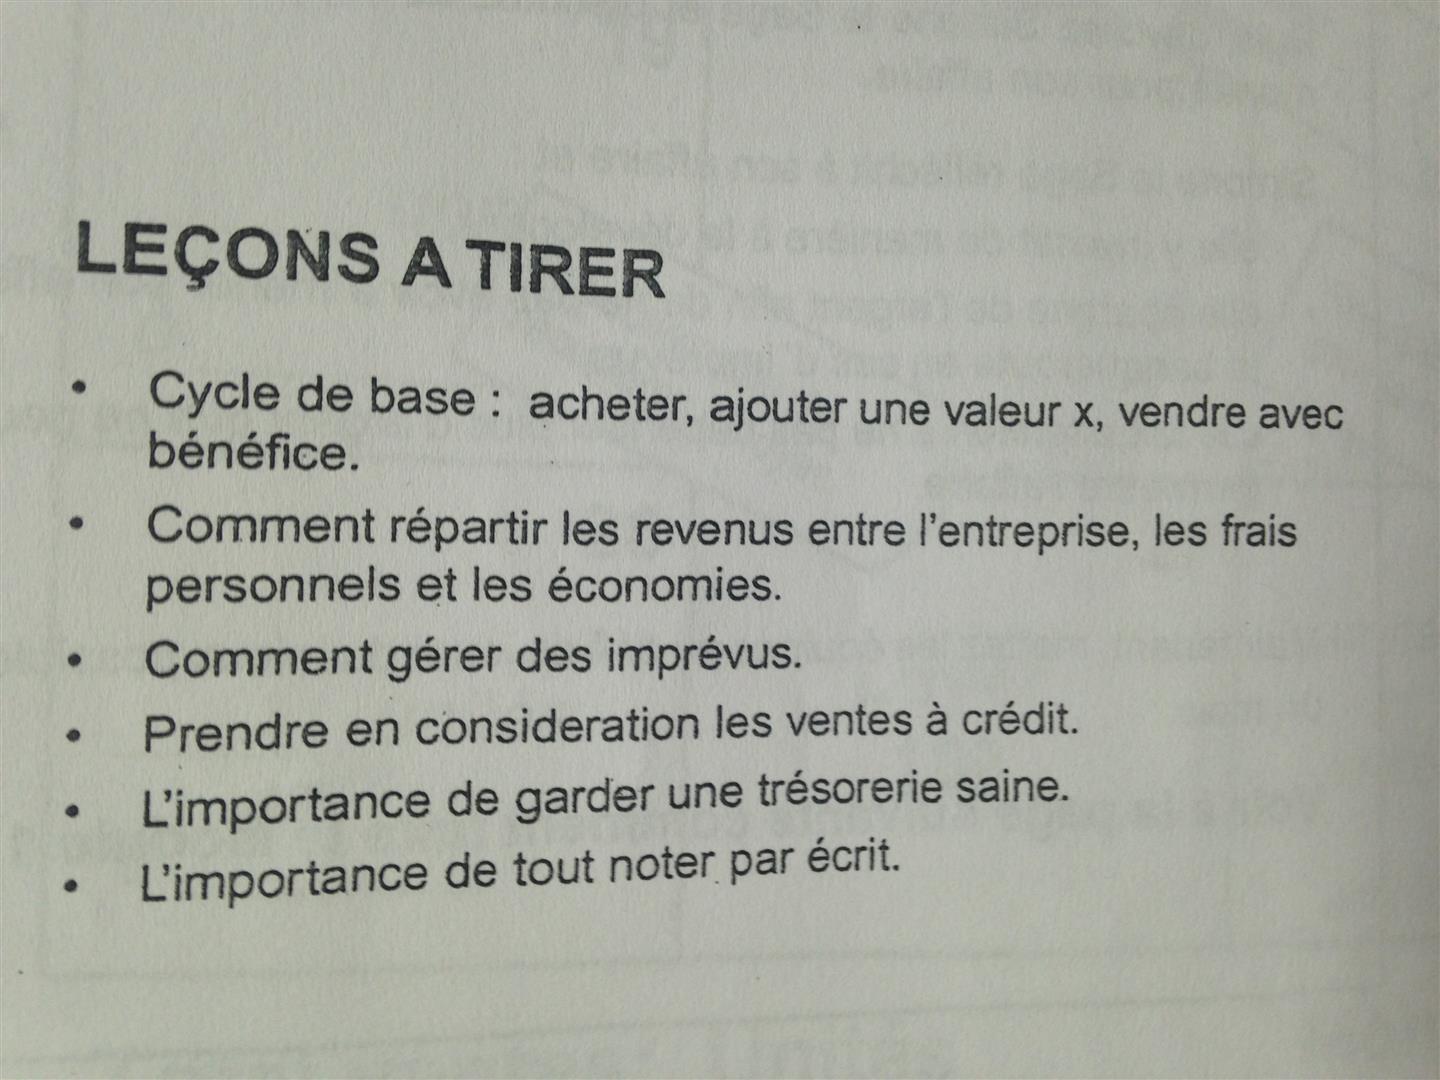 LEÇONS A TIRER
• Cycle de base : acheter, ajouter une valeur x, vendre avec
bénéfice.
• Comment répartir les revenus entre l'entreprise, les frais
personnels et les économies.
• Comment gérer des imprévus.
• Prendre en consideration les ventes à crédit.
• L'importance de garder une trésorerie saine.
• L'importance de tout noter par écrit.